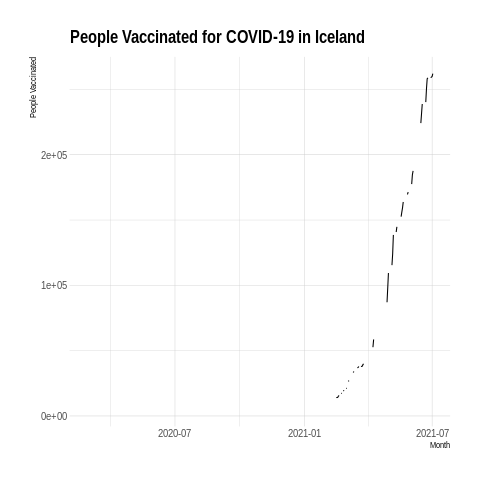 People Vaccinated for COVID-19 in Iceland
People Vaccinated
2e+05
1e+05
0e+00
2020-07
2021-01
2021-07
Month